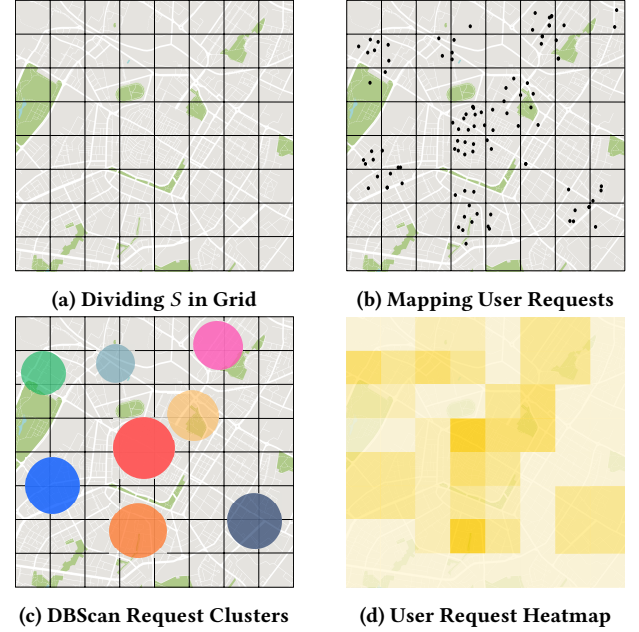 (a) Dividing S in Grid
(b) Mapping User Requests
(c) DBScan Request Clusters
(d) User Request Heatmap